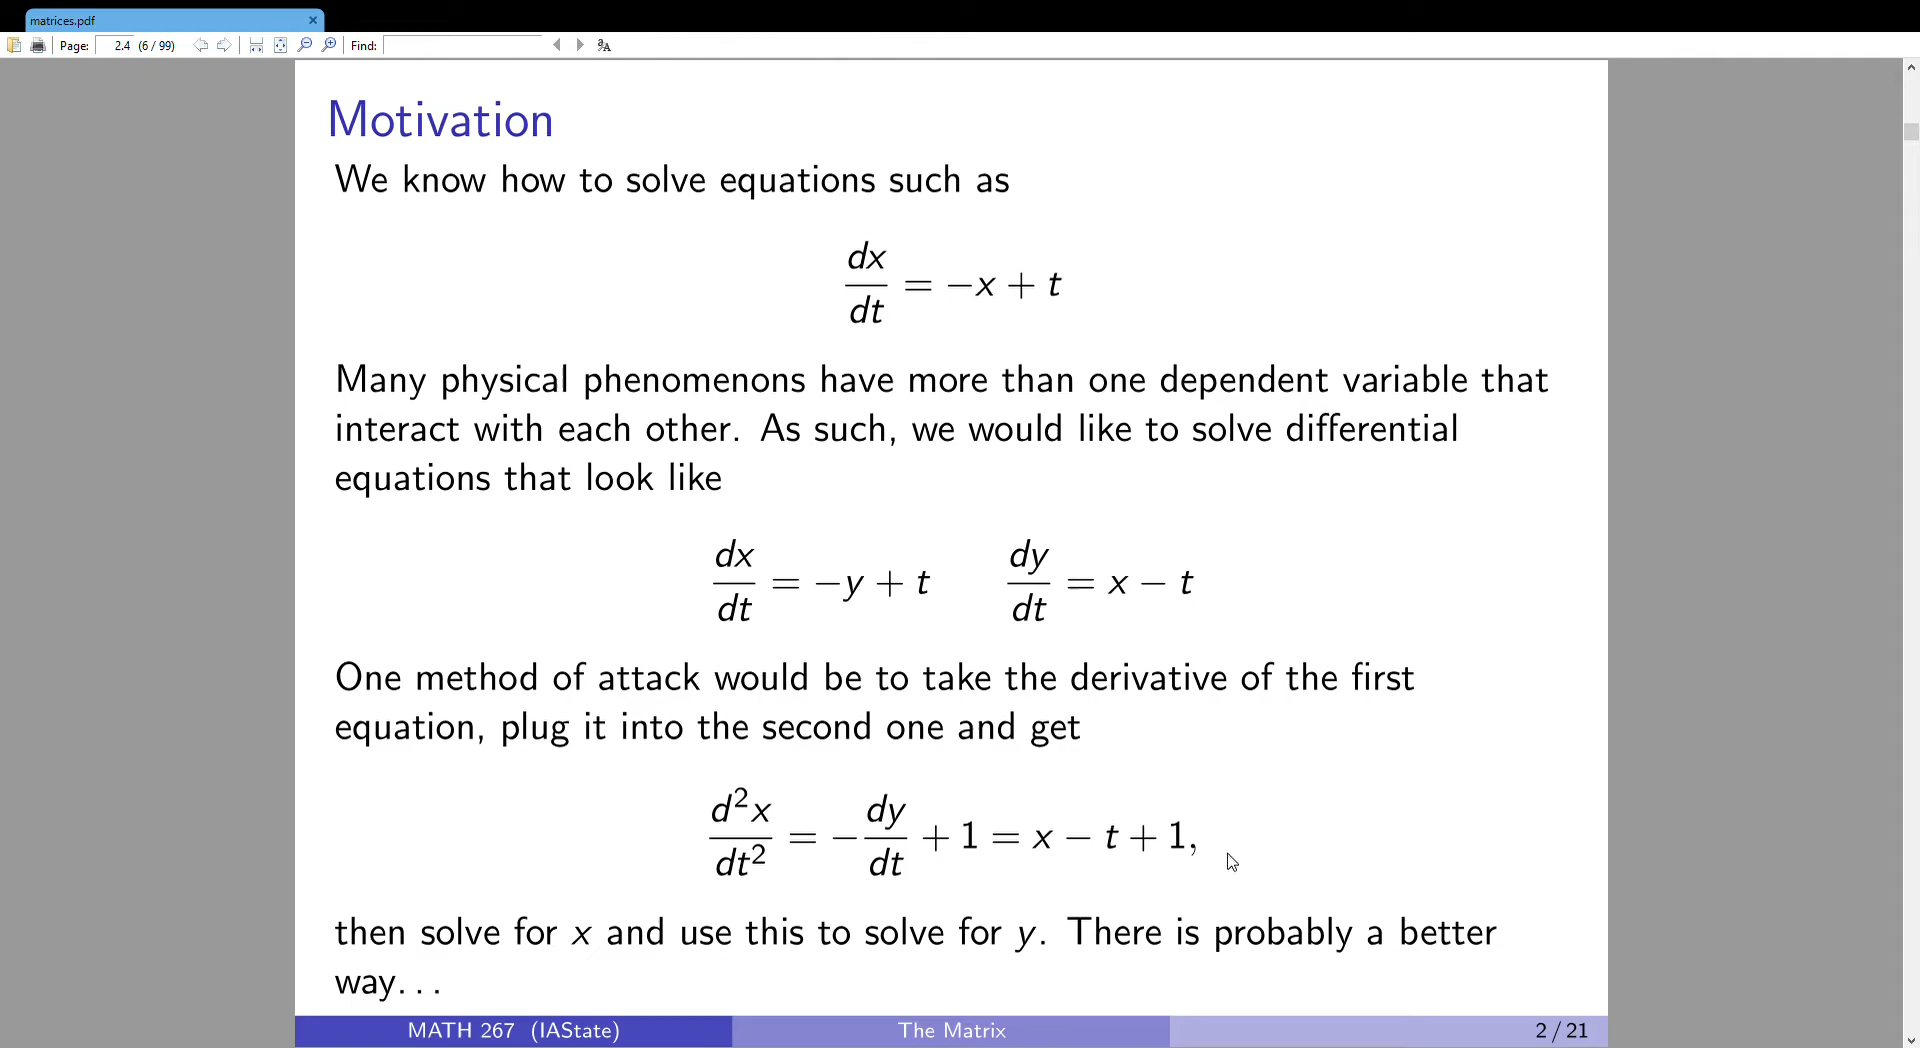 matrices.pdf
Page: 2.4 (6 / 99) Find:
Motivation
We know how to solve equations such as
dx/dt = −x + t
Many physical phenomenons have more than one dependent variable that
interact with each other. As such, we would like to solve differential
equations that look like
dx/dt = −y + t    dy/dt = x − t
One method of attack would be to take the derivative of the first
equation, plug it into the second one and get
d²x/dt² = −dy/dt + 1 = x − t + 1,
then solve for x and use this to solve for y. There is probably a better
way...
MATH 267 (IAState) The Matrix 2 / 21